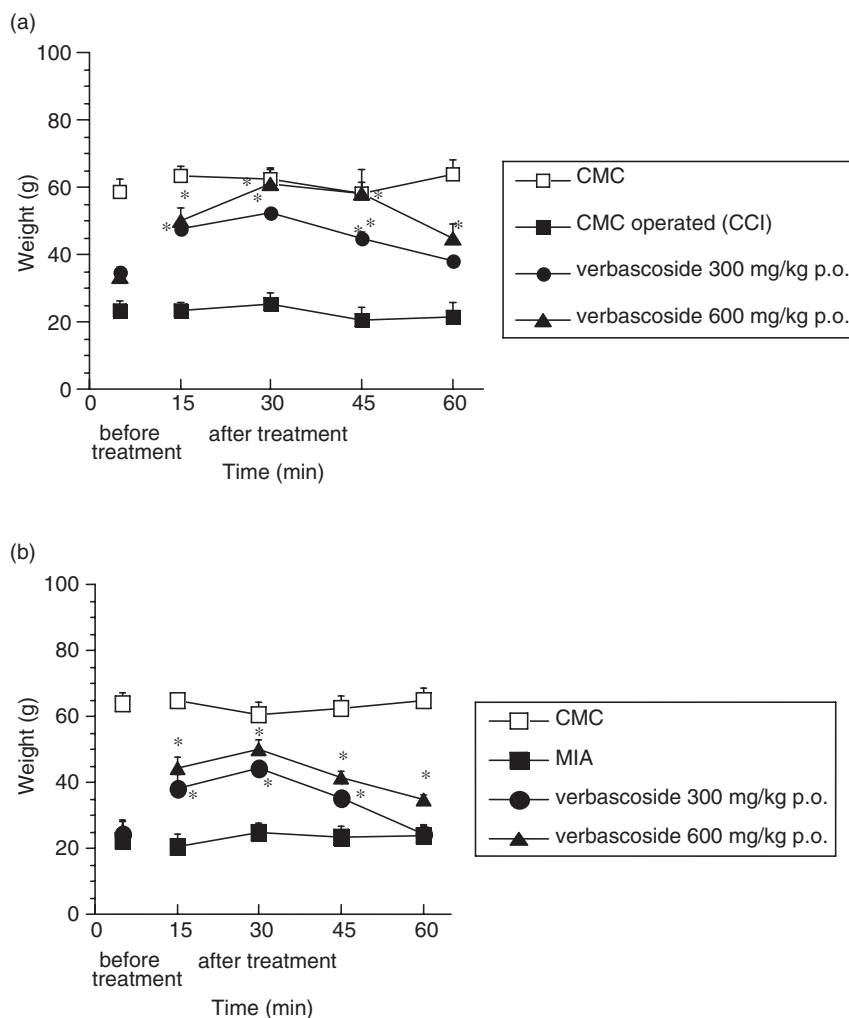 (a)
100
80
60
40
20
0
Weight (g)
0 15 30 45 60
before treatment
after treatment
Time (min)
CMC
CMC operated (CCI)
verbascoside 300 mg/kg p.o.
verbascoside 600 mg/kg p.o.
* * * * * * * *
(b)
100
80
60
40
20
0
Weight (g)
0 15 30 45 60
before treatment
after treatment
Time (min)
CMC
MIA
verbascoside 300 mg/kg p.o.
verbascoside 600 mg/kg p.o.
* * * * * * *